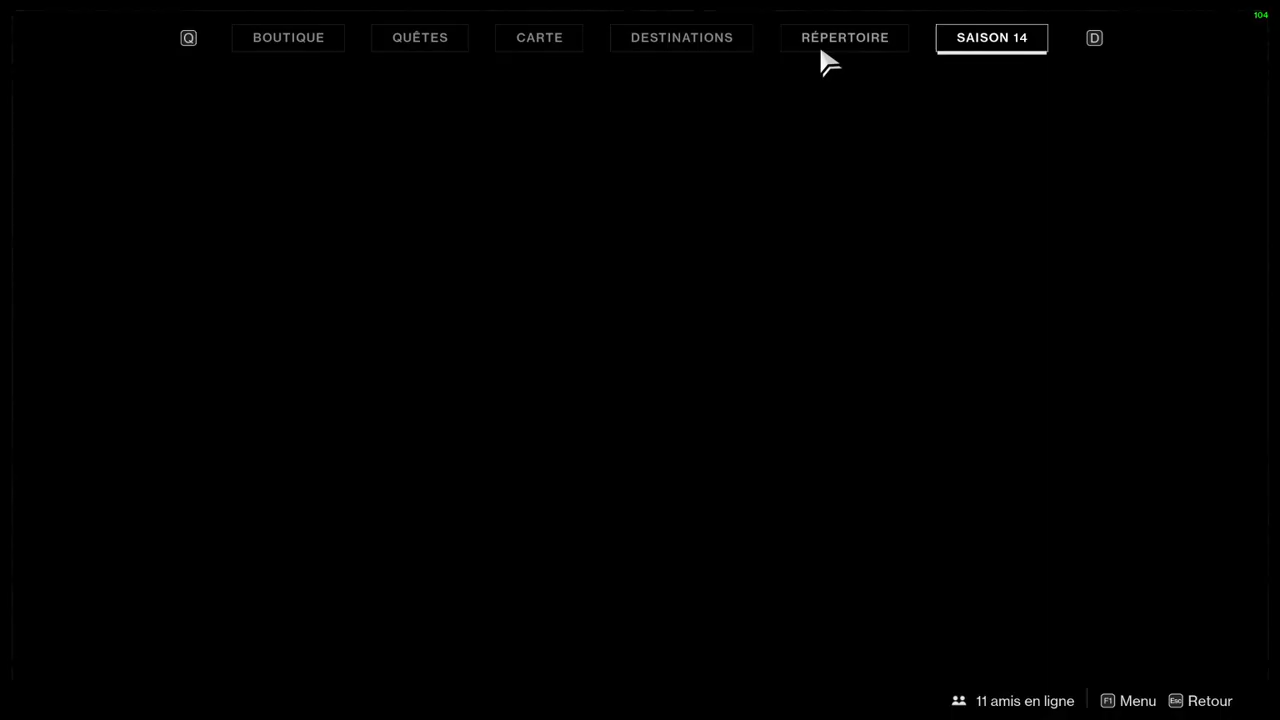 104
Q BOUTIQUE QUÊTES CARTE DESTINATIONS RÉPERTOIRE SAISON 14 D
11 amis en ligne F1 Menu Esc Retour